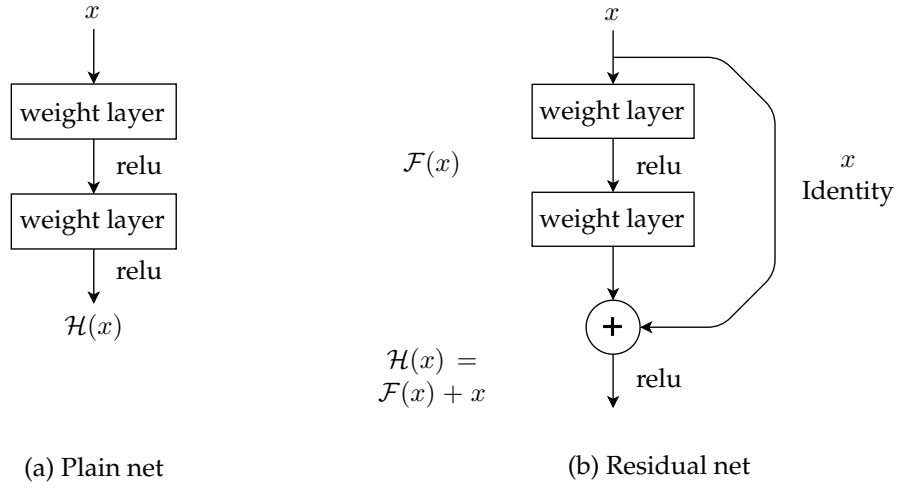 x
weight layer
relu
weight layer
relu
ℋ(x)
(a) Plain net
x
weight layer
ℱ(x)
relu
x
Identity
weight layer
+
ℋ(x) =
ℱ(x) + x
relu
(b) Residual net